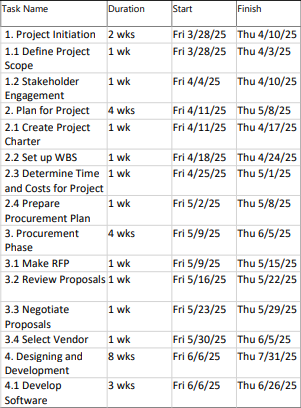 Task Name Duration Start Finish
1. Project Initiation 2 wks Fri 3/28/25 Thu 4/10/25
1.1 Define Project 1 wk Fri 3/28/25 Thu 4/3/25
Scope
1.2 Stakeholder 1 wk Fri 4/4/25 Thu 4/10/25
Engagement
2. Plan for Project 4 wks Fri 4/11/25 Thu 5/8/25
2.1 Create Project 1 wk Fri 4/11/25 Thu 4/17/25
Charter
2.2 Set up WBS 1 wk Fri 4/18/25 Thu 4/24/25
2.3 Determine Time 1 wk Fri 4/25/25 Thu 5/1/25
and Costs for Project
2.4 Prepare 1 wk Fri 5/2/25 Thu 5/8/25
Procurement Plan
3. Procurement 4 wks Fri 5/9/25 Thu 6/5/25
Phase
3.1 Make RFP 1 wk Fri 5/9/25 Thu 5/15/25
3.2 Review Proposals 1 wk Fri 5/16/25 Thu 5/22/25
3.3 Negotiate 1 wk Fri 5/23/25 Thu 5/29/25
Proposals
3.4 Select Vendor 1 wk Fri 5/30/25 Thu 6/5/25
4. Designing and 8 wks Fri 6/6/25 Thu 7/31/25
Development
4.1 Develop 3 wks Fri 6/6/25 Thu 6/26/25
Software